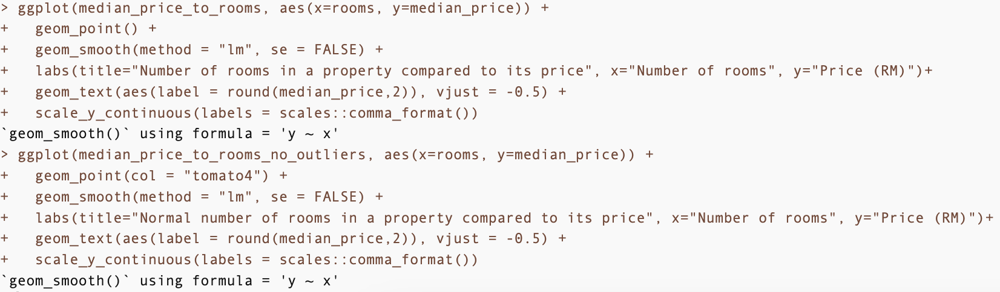 > ggplot(median_price_to_rooms, aes(x=rooms, y=median_price)) +
+   geom_point() +
+   geom_smooth(method = "lm", se = FALSE) +
+   labs(title="Number of rooms in a property compared to its price", x="Number of rooms", y="Price (RM)")+
+   geom_text(aes(label = round(median_price,2)), vjust = -0.5) +
+   scale_y_continuous(labels = scales::comma_format())
`geom_smooth()` using formula = 'y ~ x'
> ggplot(median_price_to_rooms_no_outliers, aes(x=rooms, y=median_price)) +
+   geom_point(col = "tomato4") +
+   geom_smooth(method = "lm", se = FALSE) +
+   labs(title="Normal number of rooms in a property compared to its price", x="Number of rooms", y="Price (RM)")+
+   geom_text(aes(label = round(median_price,2)), vjust = -0.5) +
+   scale_y_continuous(labels = scales::comma_format())
`geom_smooth()` using formula = 'y ~ x'